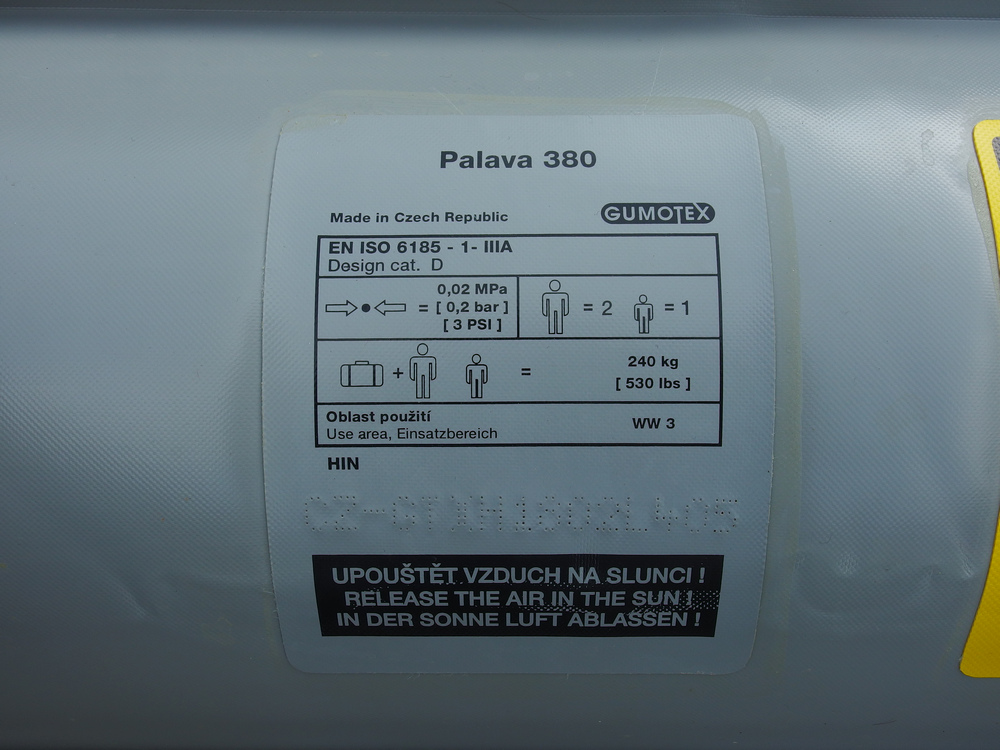 Palava 380
Made in Czech Republic
GUMOTEX
EN ISO 6185 - 1- IIIA
Design cat. D
= 0,02 MPa
[ 0,2 bar ]
[ 3 PSI ]
= 2
= 1
+ =
240 kg
[ 530 lbs ]
Oblast použití
Use area, Einsatzbereich
WW 3
HIN
UPOUŠTĚT VZDUCH NA SLUNCI !
RELEASE THE AIR IN THE SUN !
IN DER SONNE LUFT ABLASSEN !